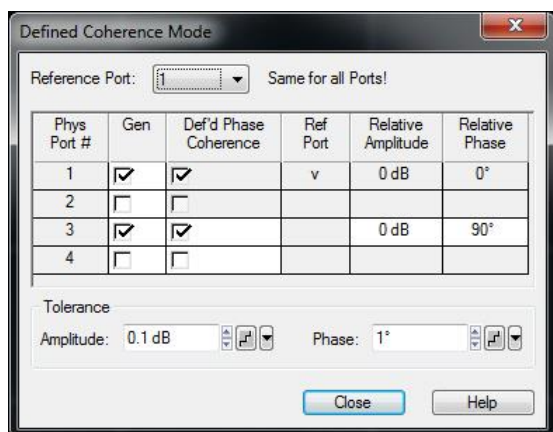 Defined Coherence Mode
Reference Port: 1 Same for all Ports!
Phys Port # Gen Def'd Phase Coherence Ref Port Relative Amplitude Relative Phase
1 v 0 dB 0°
2
3 0 dB 90°
4
Tolerance
Amplitude: 0.1 dB Phase: 1°
Close Help